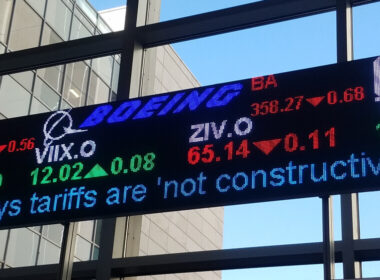 BA
BOEING
358.27▼0.68
▼0.56
VIIX.O
ZIV.O
12.02▲0.08
65.14▼0.11
ys tariffs are 'not constructiv